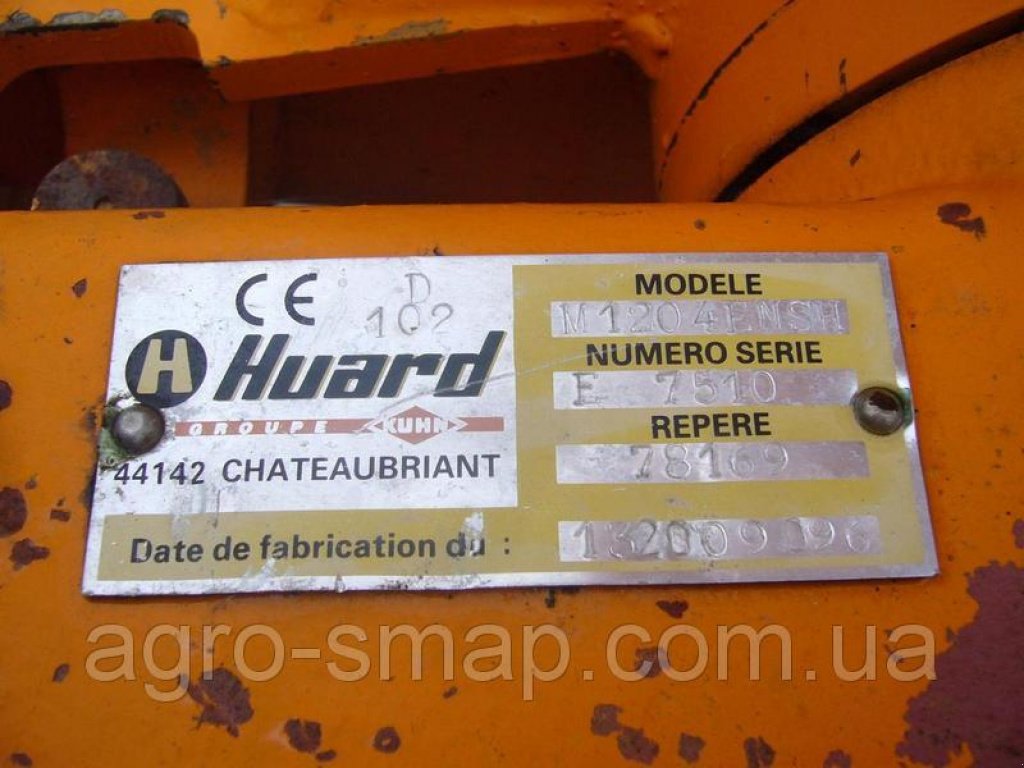 CE D
102
H Huard
GROUPE KUHN
44142 CHATEAUBRIANT
MODELE
M1204ENSH
NUMERO SERIE
E 7510
REPERE
78169
Date de fabrication du :
agro-smap.com.ua